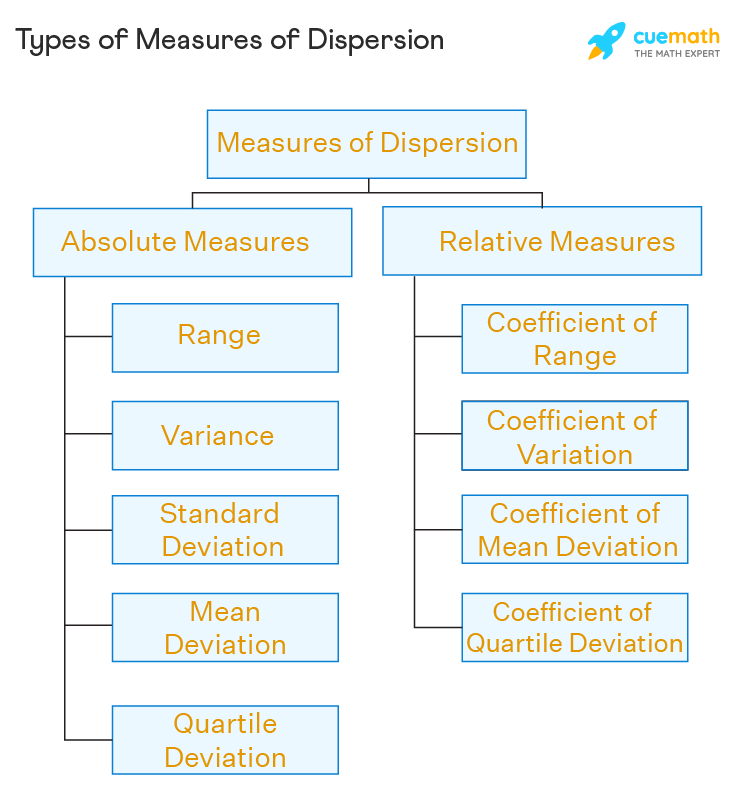 Types of Measures of Dispersion
cuemath
THE MATH EXPERT
Measures of Dispersion
Absolute Measures
Range
Variance
Standard
Deviation
Mean
Deviation
Quartile
Deviation
Relative Measures
Coefficient of
Range
Coefficient of
Variation
Coefficient of
Mean Deviation
Coefficient of
Quartile Deviation